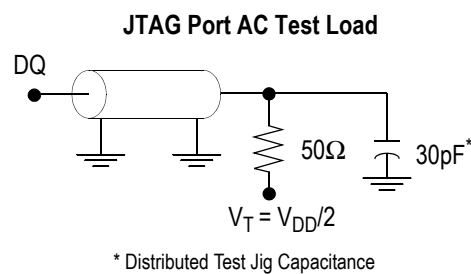 JTAG Port AC Test Load
DQ
50Ω
30pF*
V_T = V_DD/2
* Distributed Test Jig Capacitance